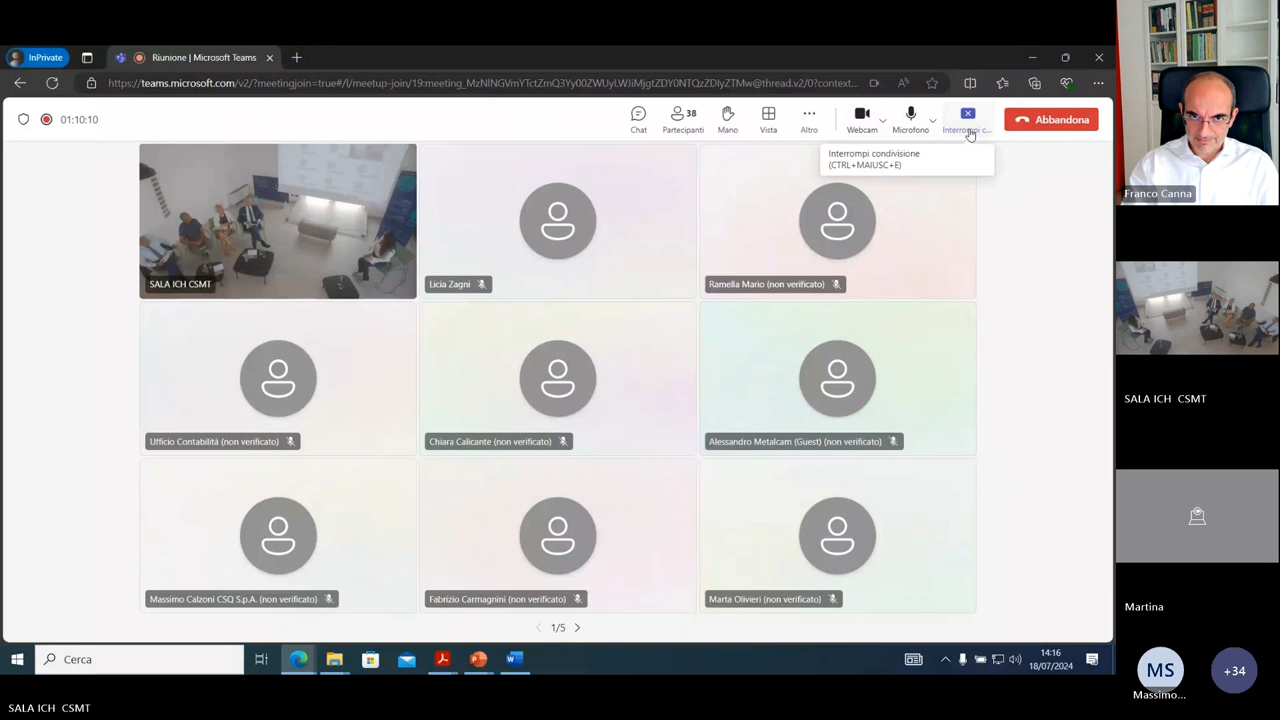 InPrivate
Riunione | Microsoft Teams
https://teams.microsoft.com/v2/?meetingjoin=true#/l/meetup-join/19:meeting_MzNlNGVmYTctZmQ3Yy00ZWUyLWJiMjgtZDY0NTQzZDIyZTMw@thread.v2/0?context...
01:10:10
Chat
38
Partecipanti
Mano
Vista
Altro
Webcam
Microfono
Interrompi c...
Abbandona
Interrompi condivisione
(CTRL+MAIUSC+E)
Franco Canna
SALA ICH CSMT
Licia Zagni
Ramella Mario (non verificato)
Ufficio Contabilità (non verificato)
Chiara Calicante (non verificato)
Alessandro Metalcam (Guest) (non verificato)
SALA ICH CSMT
Massimo Calzoni CSQ S.p.A. (non verificato)
Fabrizio Carmagnini (non verificato)
Marta Olivieri (non verificato)
Martina
1/5
Cerca
14:16
18/07/2024
MS
Massimo...
+34
SALA ICH CSMT